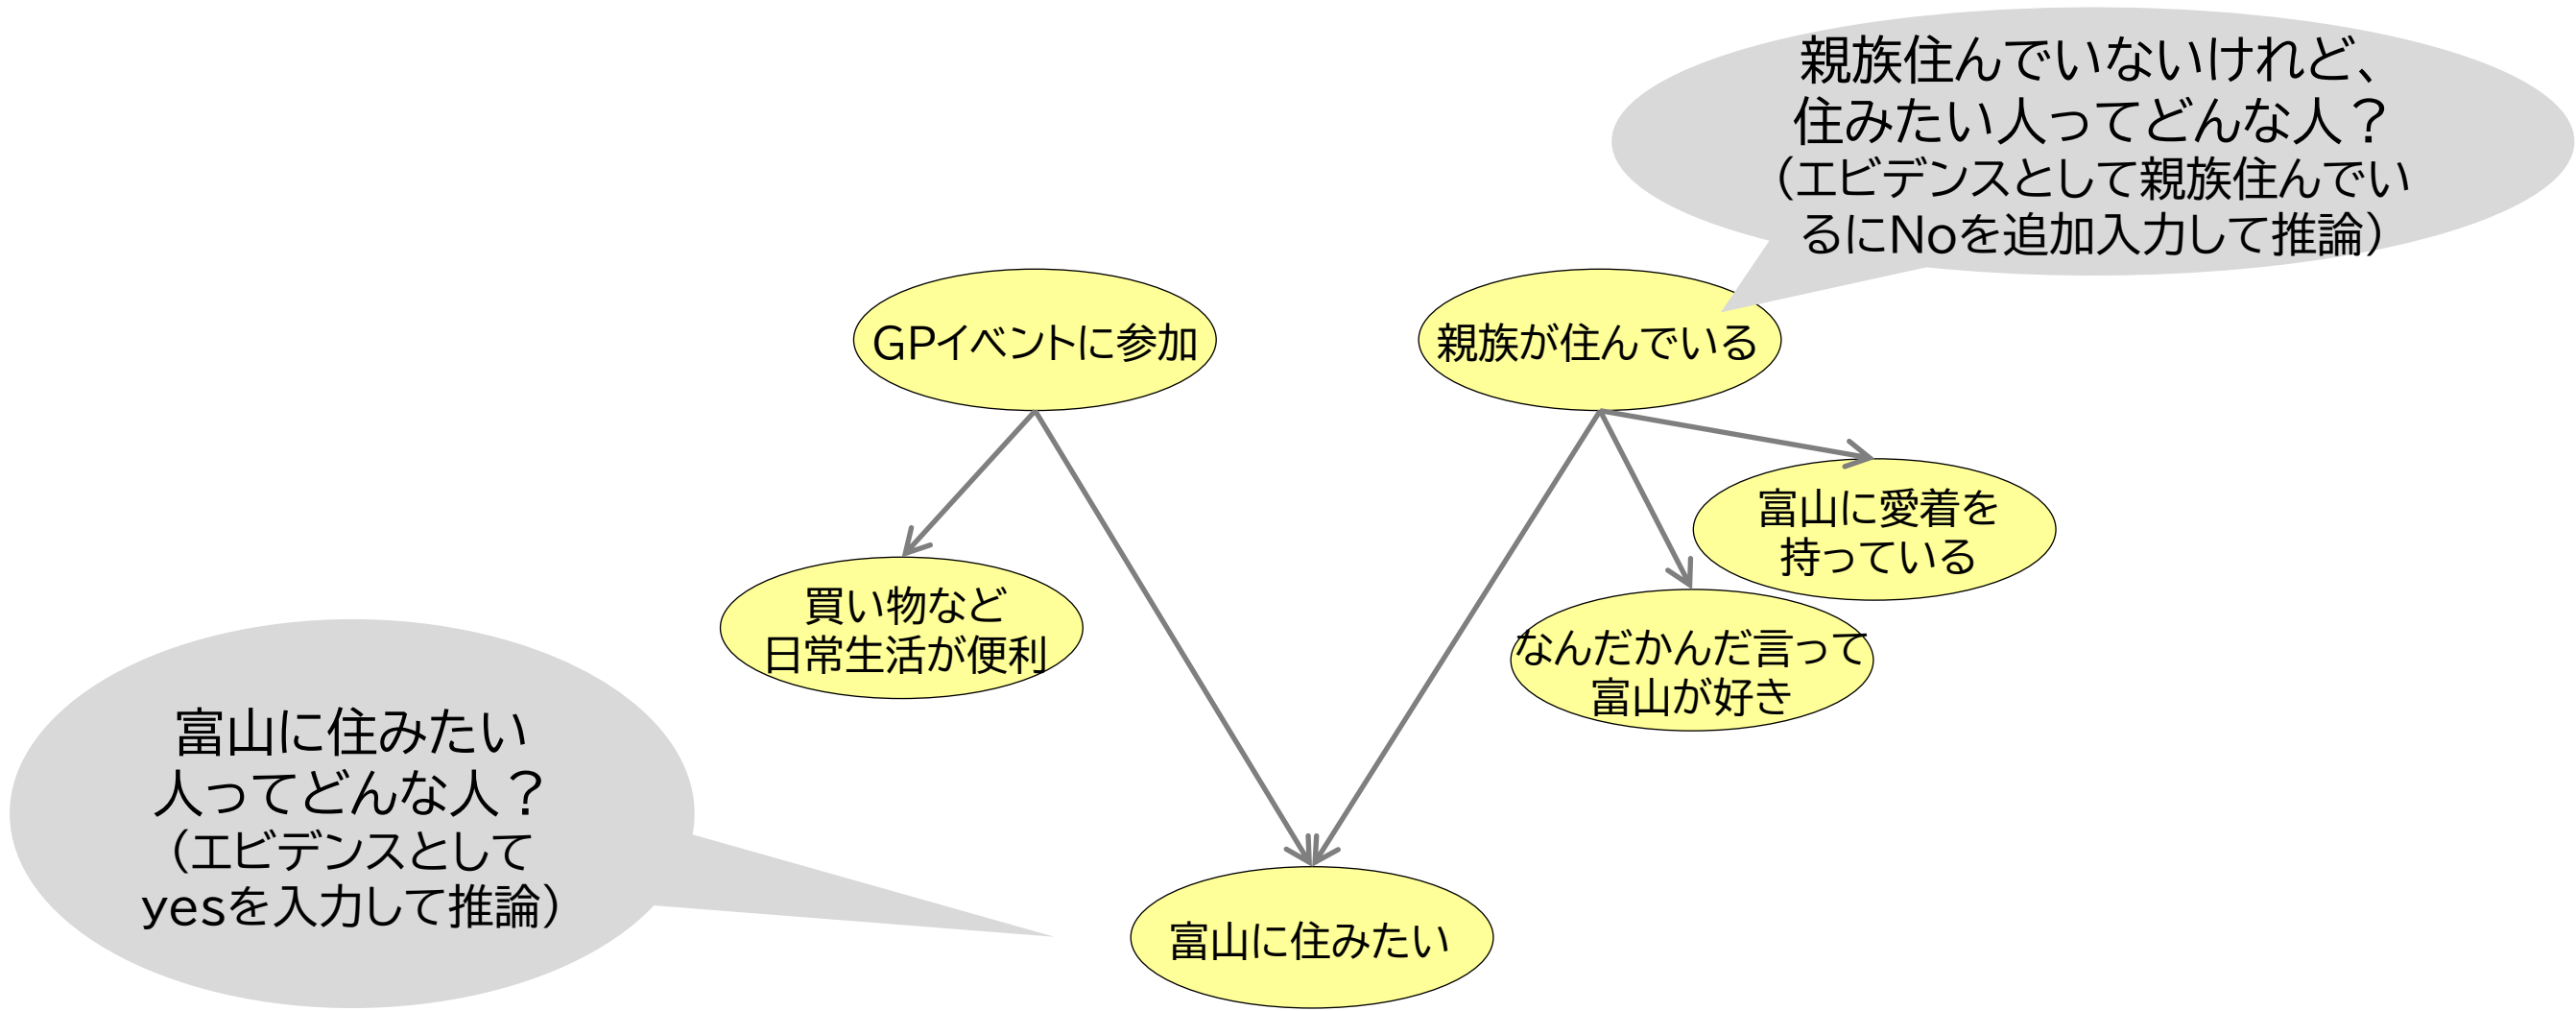 親族住んでいないけれど、
住みたい人ってどんな人？
（エビデンスとして親族住んでい
るにNoを追加入力して推論）
GPイベントに参加
親族が住んでいる
富山に愛着を
持っている
買い物など
日常生活が便利
なんだかんだ言って
富山が好き
富山に住みたい
人ってどんな人？
（エビデンスとして
yesを入力して推論）
富山に住みたい